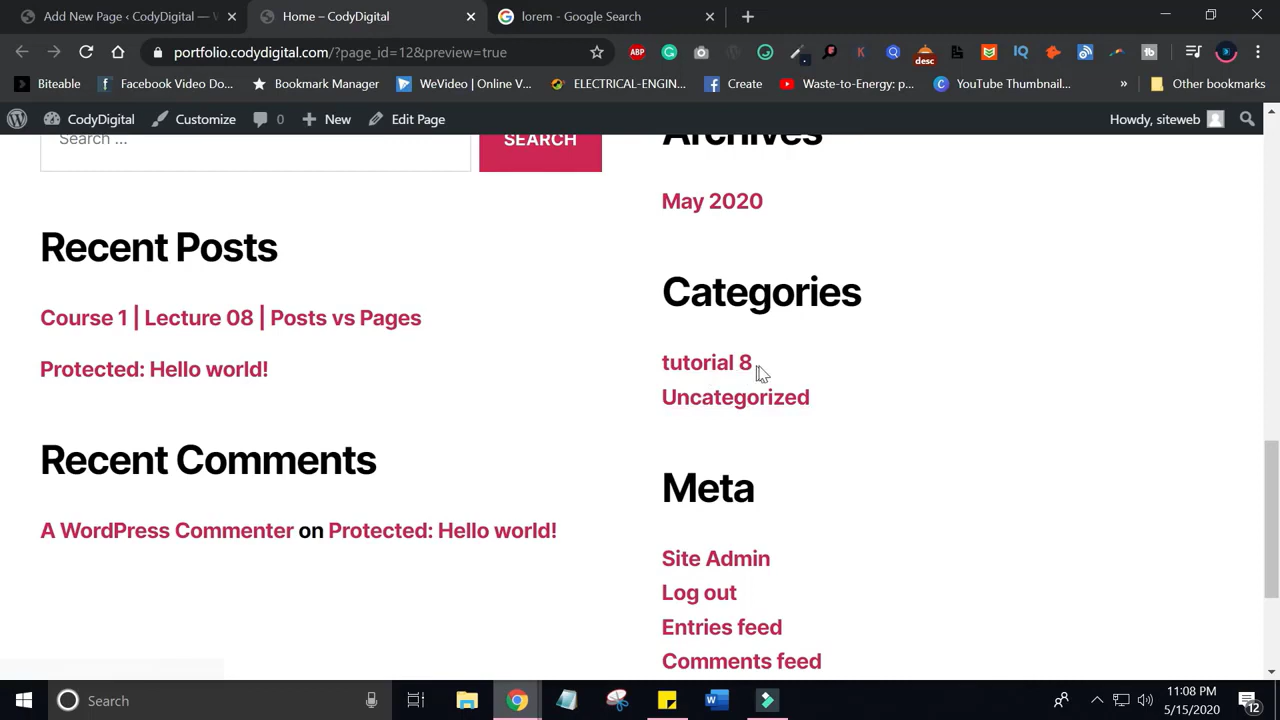 Add New Page ‹ CodyDigital — W
Home – CodyDigital
lorem - Google Search
portfolio.codydigital.com/?page_id=12&preview=true
ABP
desc
Biteable
Facebook Video Do...
Bookmark Manager
WeVideo | Online V...
ELECTRICAL-ENGIN...
Create
Waste-to-Energy: p...
YouTube Thumbnail...
»
Other bookmarks
CodyDigital
Customize
0
New
Edit Page
Howdy, siteweb
Search …
SEARCH
Recent Posts
Course 1 | Lecture 08 | Posts vs Pages
Protected: Hello world!
Recent Comments
A WordPress Commenter on Protected: Hello world!
Archives
May 2020
Categories
tutorial 8
Uncategorized
Meta
Site Admin
Log out
Entries feed
Comments feed
Search
11:08 PM
5/15/2020
12